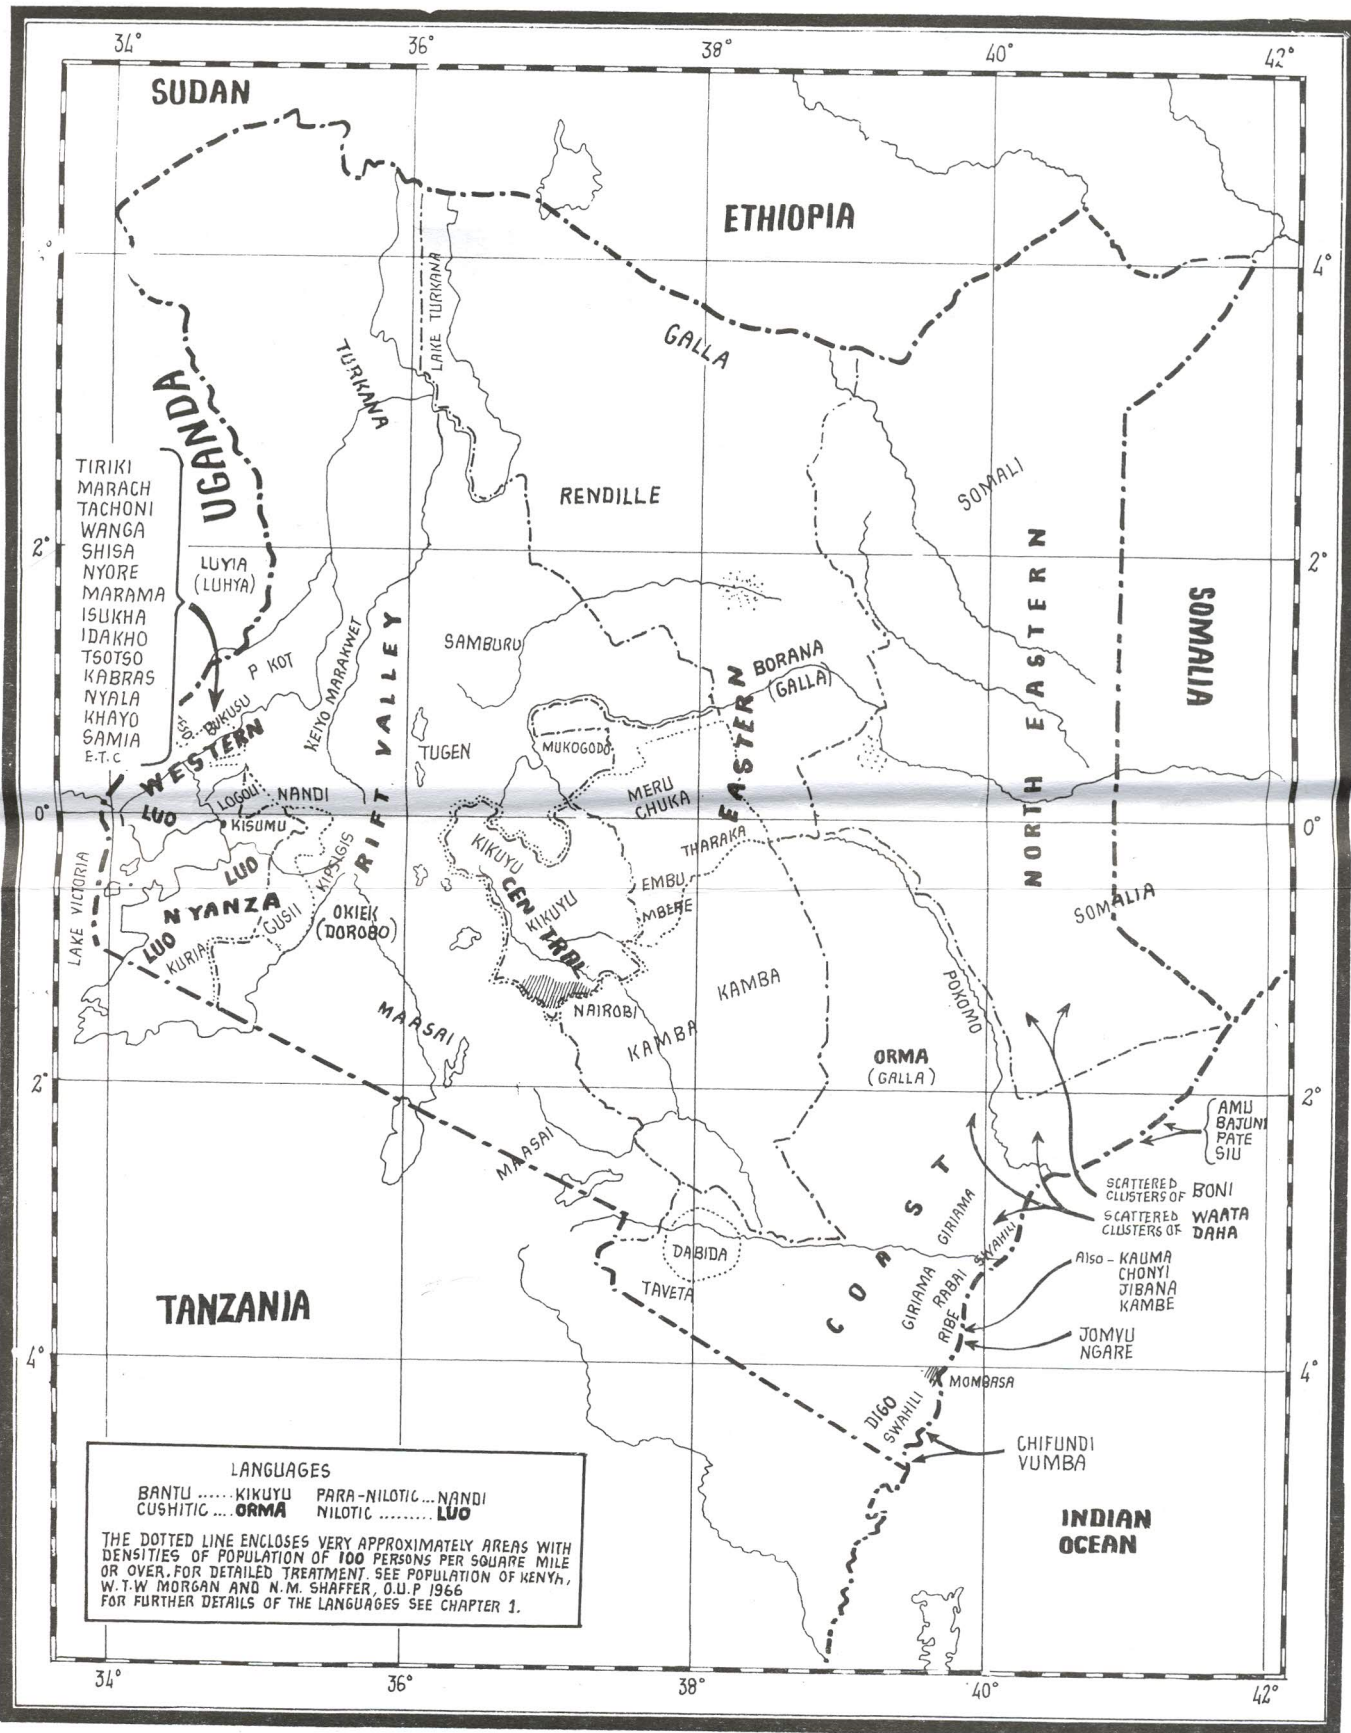 34°
36°
38°
40°
42°
SUDAN
ETHIOPIA
4°
4°
LAKE TURKANA
GALLA
TURKANA
UGANDA
TIRIKI
MARACH
TACHONI
WANGA
SHISA
NYORE
MARAMA
ISUKHA
IDAKHO
TSOTSO
KABRAS
NYALA
KHAYO
SAMIA
E.T.C
LUYIA
(LUHYA)
RENDILLE
SOMALI
2°
2°
NORTH EASTERN
SOMALIA
P KOT
KEIYO MARAKWET
RIFT VALLEY
SAMBURU
BORANA
(GALLA)
EASTERN
BUKUSU
WESTERN
TUGEN
MUKOGODO
MERU
CHUKA
LOGOLI
NANDI
0°
0°
LUO
KISUMU
KIPSIGIS
KIKUYU
THARAKA
LAKE VICTORIA
LUO
EMBU
MBERE
NYANZA
GUSII
OKIEK
(DOROBO)
CENTRAL
KIKUYU
SOMALIA
LUO
KURIA
KAMBA
POKOMO
NAIROBI
MAASAI
KAMBA
ORMA
(GALLA)
2°
2°
AMU
BAJUNI
PATE
SIU
MAASAI
COAST
GIRIAMA
SCATTERED
CLUSTERS OF BONI
SCATTERED WAATA
CLUSTERS OF DAHA
SWAHILI
DABIDA
TAVETA
GIRIAMA
RABAI
RIBE
Also - KAUMA
CHONYI
JIBANA
KAMBE
TANZANIA
JOMVU
NGARE
4°
4°
MOMBASA
DIGO
SWAHILI
CHIFUNDI
VUMBA
INDIAN
OCEAN
LANGUAGES
BANTU ...... KIKUYU PARA-NILOTIC ... NANDI
CUSHITIC .... ORMA NILOTIC ......... LUO
THE DOTTED LINE ENCLOSES VERY APPROXIMATELY AREAS WITH
DENSITIES OF POPULATION OF 100 PERSONS PER SQUARE MILE
OR OVER. FOR DETAILED TREATMENT. SEE POPULATION OF KENYA,
W.T.W MORGAN AND N.M. SHAFFER, O.U.P 1966
FOR FURTHER DETAILS OF THE LANGUAGES SEE CHAPTER 1.
34°
36°
38°
40°
42°